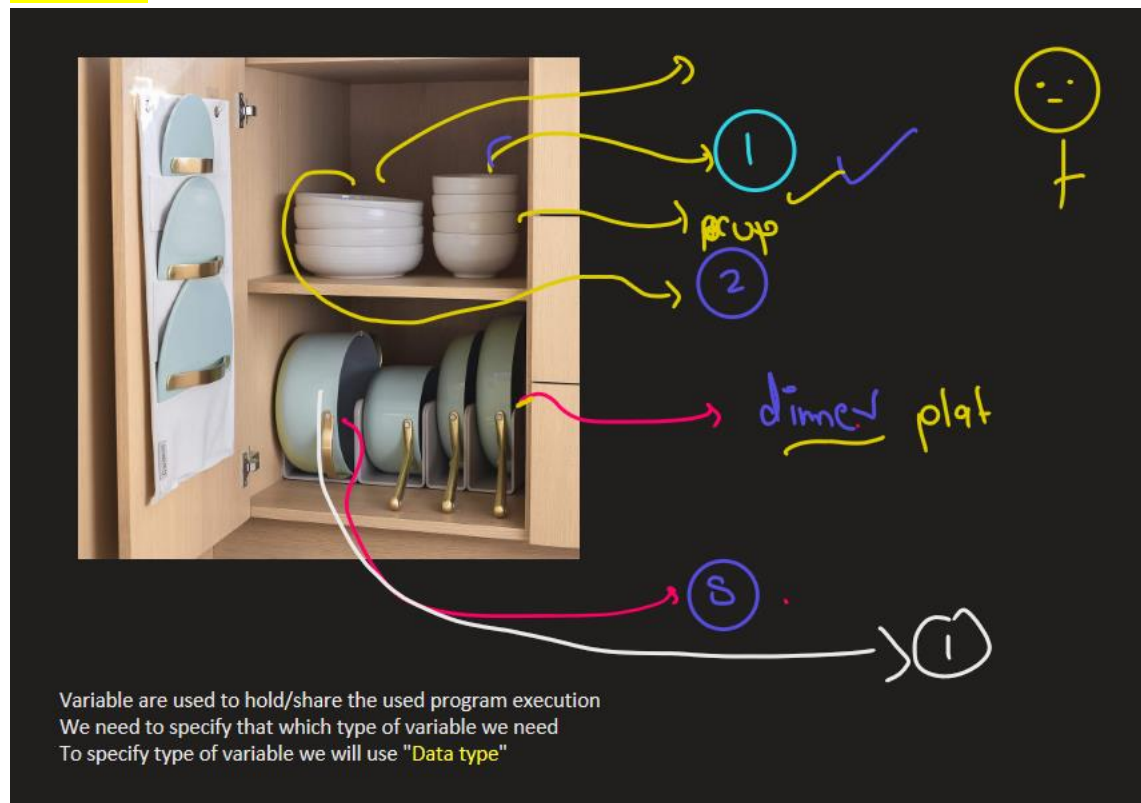 1
cup
2
dinner plat
S
1
Variable are used to hold/share the used program execution
We need to specify that which type of variable we need
To specify type of variable we will use "Data type"